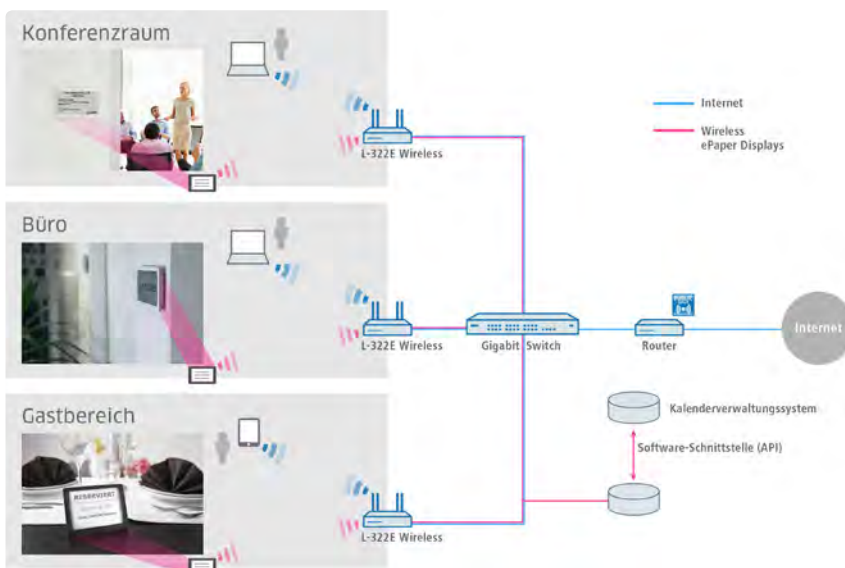 Konferenzraum
Internet
Wireless
ePaper Displays
L-322E Wireless
Büro
L-322E Wireless
Gigabit Switch
Router
Internet
Gastbereich
Kalenderverwaltungssystem
Software-Schnittstelle (API)
RESERVIERT
L-322E Wireless